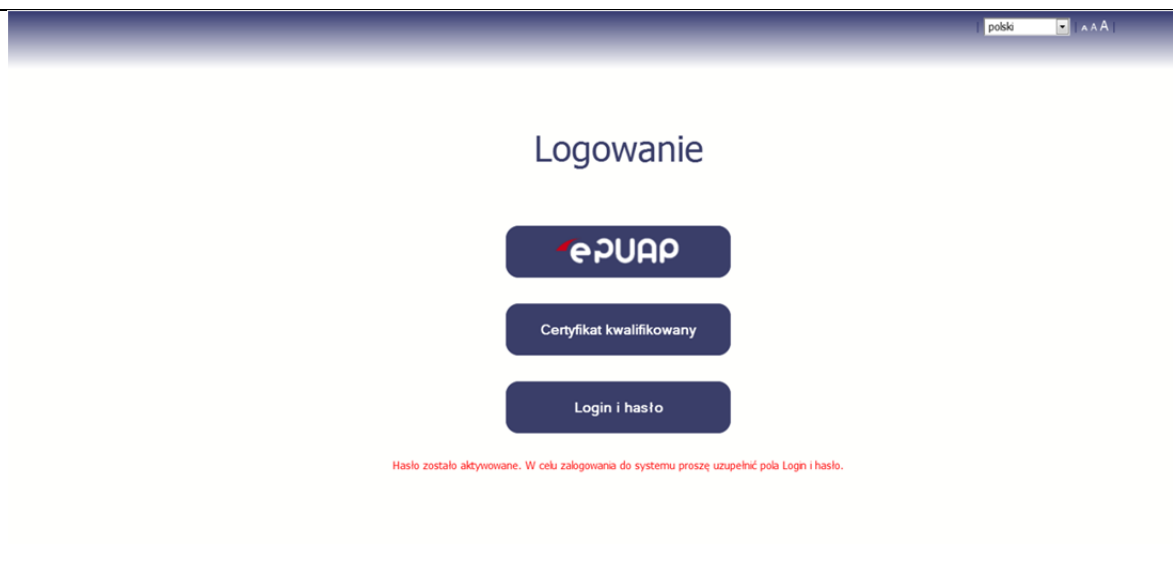 polski
A A A
Logowanie
ePUAP
Certyfikat kwalifikowany
Login i hasło
Hasło zostało aktywowane. W celu zalogowania do systemu proszę uzupełnić pola Login i hasło.